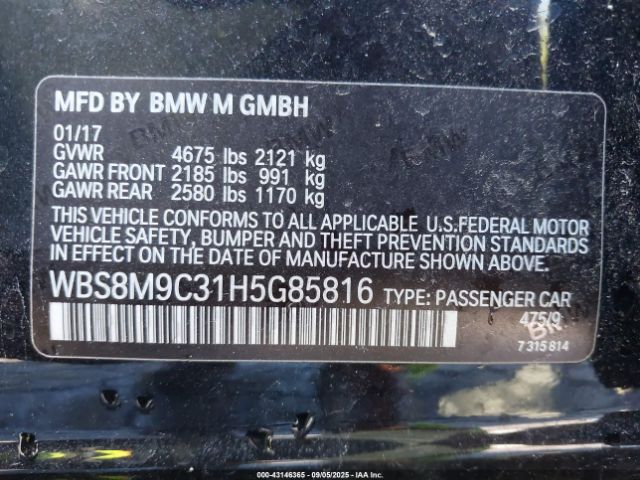 MFD BY BMW M GMBH
01/17
GVWR 4675 lbs 2121 kg
GAWR FRONT 2185 lbs 991 kg
GAWR REAR 2580 lbs 1170 kg
THIS VEHICLE CONFORMS TO ALL APPLICABLE U.S.FEDERAL MOTOR
VEHICLE SAFETY, BUMPER AND THEFT PREVENTION STANDARDS
IN EFFECT ON THE DATE OF MANUFACTURE SHOWN ABOVE.
WBS8M9C31H5G85816 TYPE: PASSENGER CAR
475/9
7 315 814
000-43146365 - 09/05/2025 - IAA Inc.